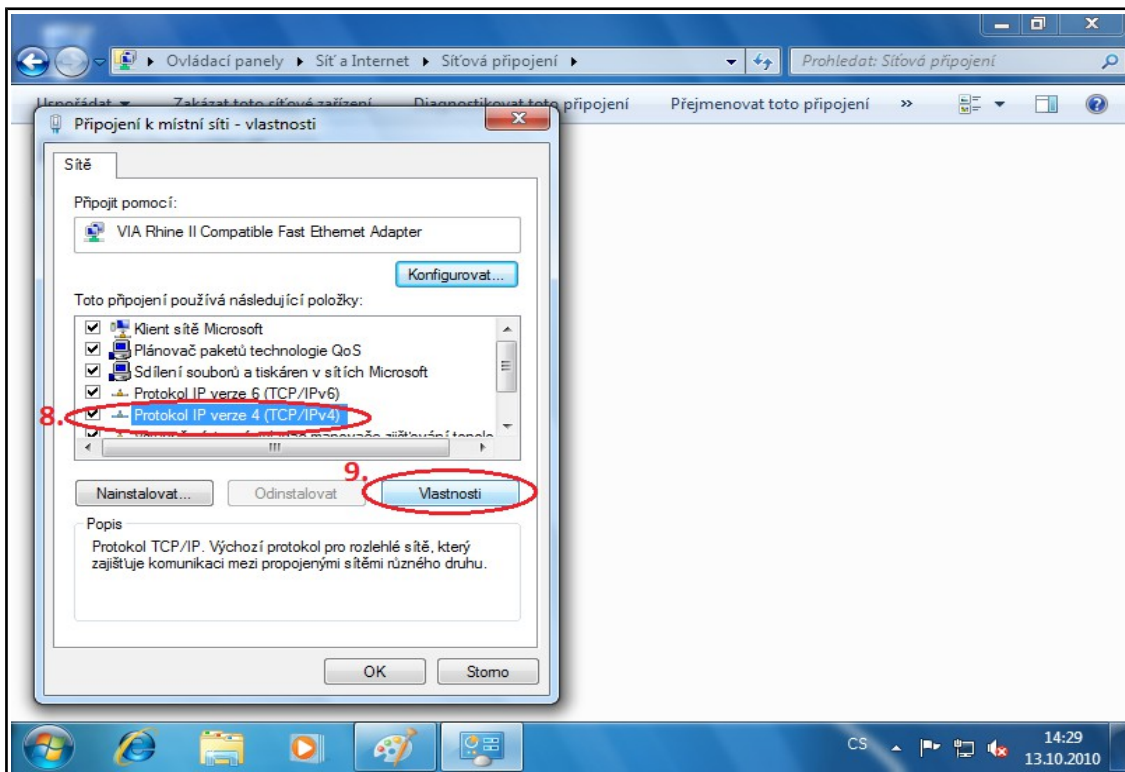 Ovládací panely Síť a Internet Síťová připojení
Prohledat: Síťová připojení
Uspořádat Zakázat toto síťové zařízení Diagnostikovat toto připojení Přejmenovat toto připojení »
Připojení k místní síti - vlastnosti
Sítě
Připojit pomocí:
VIA Rhine II Compatible Fast Ethernet Adapter
Konfigurovat...
Toto připojení používá následující položky:
Klient sítě Microsoft
Plánovač paketů technologie QoS
Sdílení souborů a tiskáren v sítích Microsoft
Protokol IP verze 6 (TCP/IPv6)
8. Protokol IP verze 4 (TCP/IPv4)
mapovače zjišťování topolo
9.
Nainstalovat... Odinstalovat Vlastnosti
Popis
Protokol TCP/IP. Výchozí protokol pro rozlehlé sítě, který
zajišťuje komunikaci mezi propojenými sítěmi různého druhu.
OK Storno
CS 14:29
13.10.2010